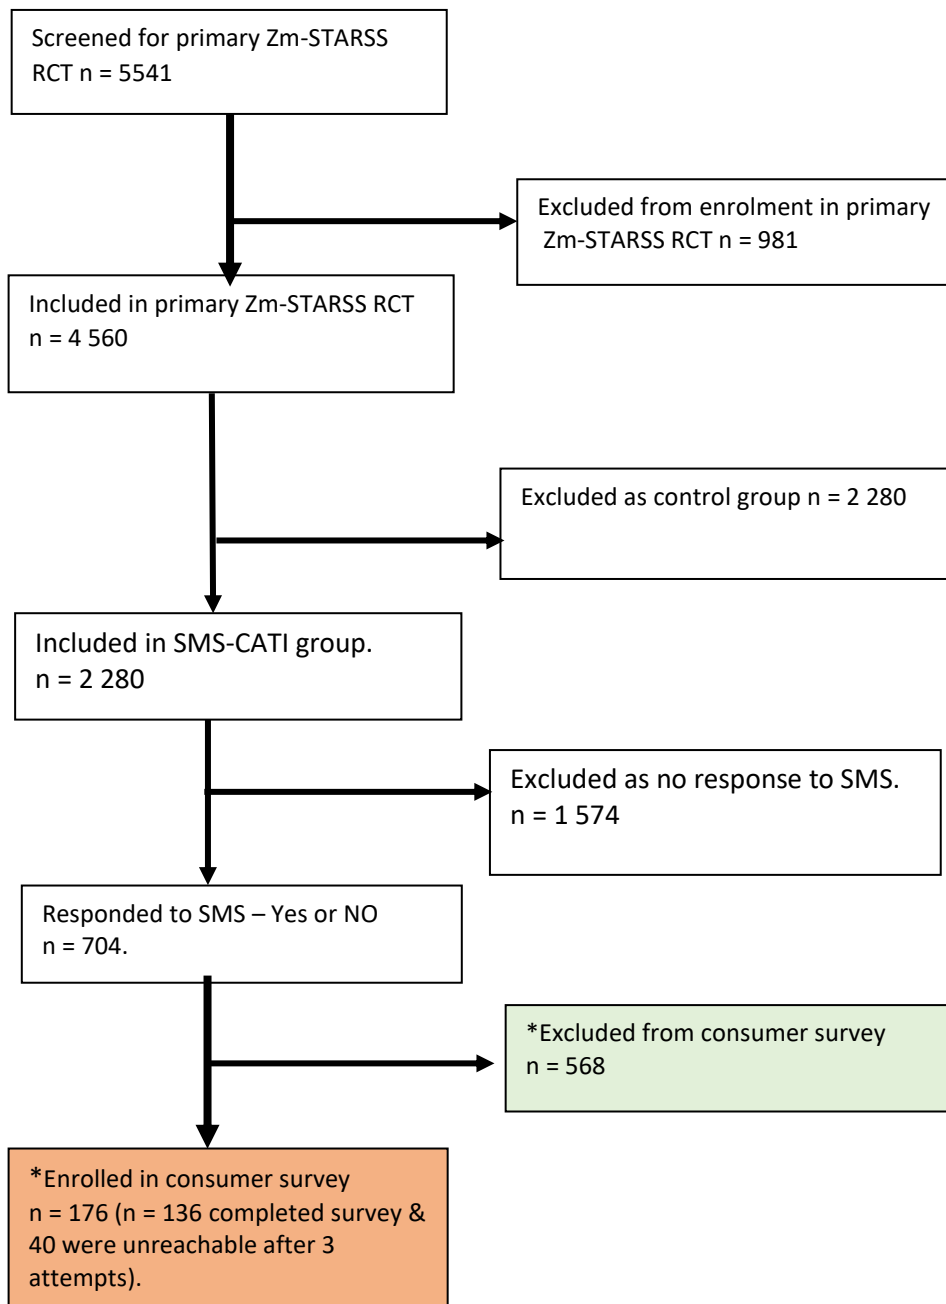 Screened for primary Zm-STARSS
RCT n = 5541
Excluded from enrolment in primary
Zm-STARSS RCT n = 981
Included in primary Zm-STARSS RCT
n = 4 560
Excluded as control group n = 2 280
Included in SMS-CATI group.
n = 2 280
Excluded as no response to SMS.
n = 1 574
Responded to SMS – Yes or NO
n = 704.
*Excluded from consumer survey
n = 568
*Enrolled in consumer survey
n = 176 (n = 136 completed survey &
40 were unreachable after 3
attempts).